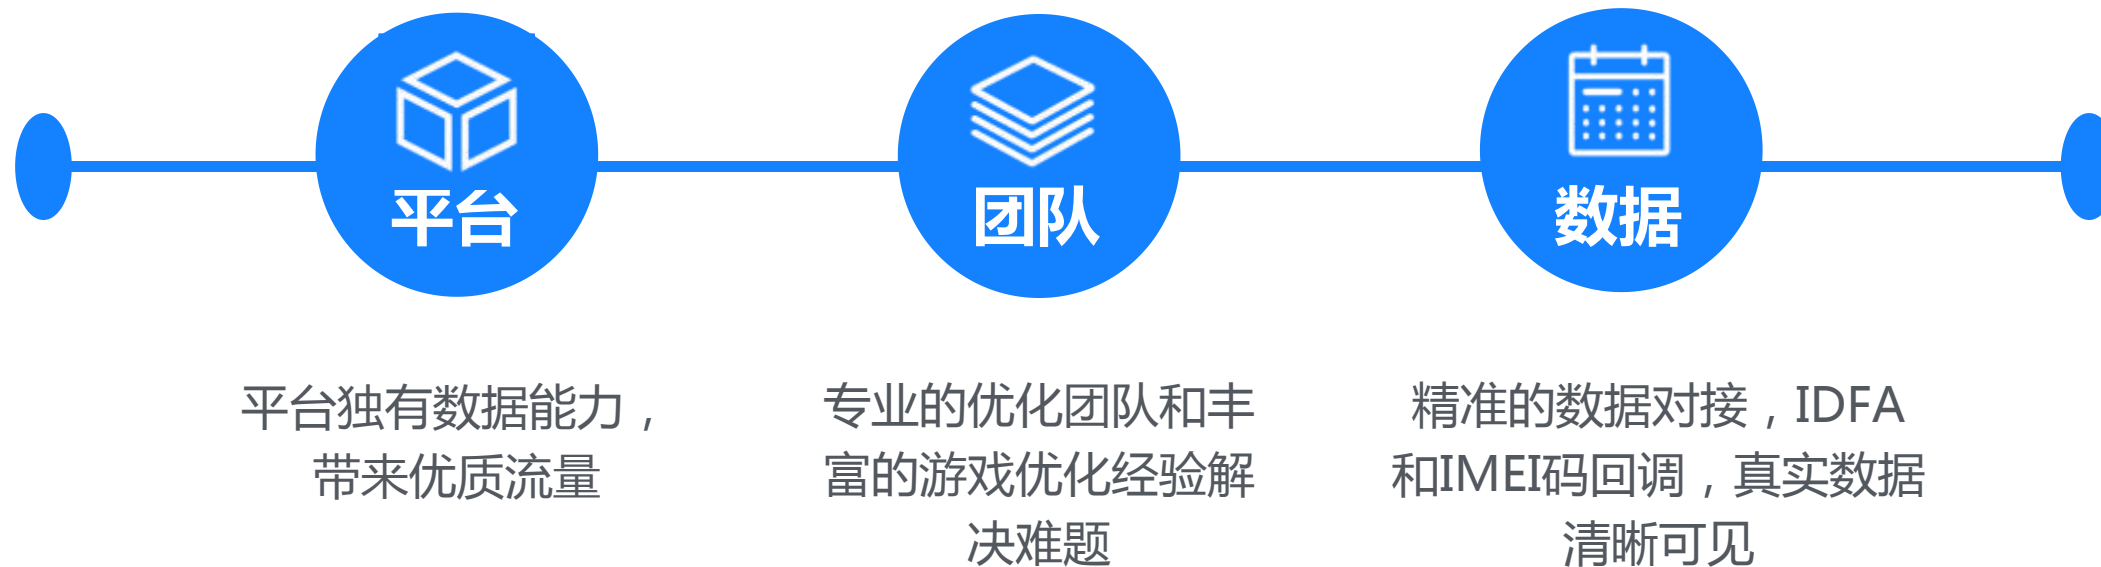 平台
团队
数据
平台独有数据能力，
带来优质流量
专业的优化团队和丰
富的游戏优化经验解
决难题
精准的数据对接，IDFA
和IMEI码回调，真实数据
清晰可见